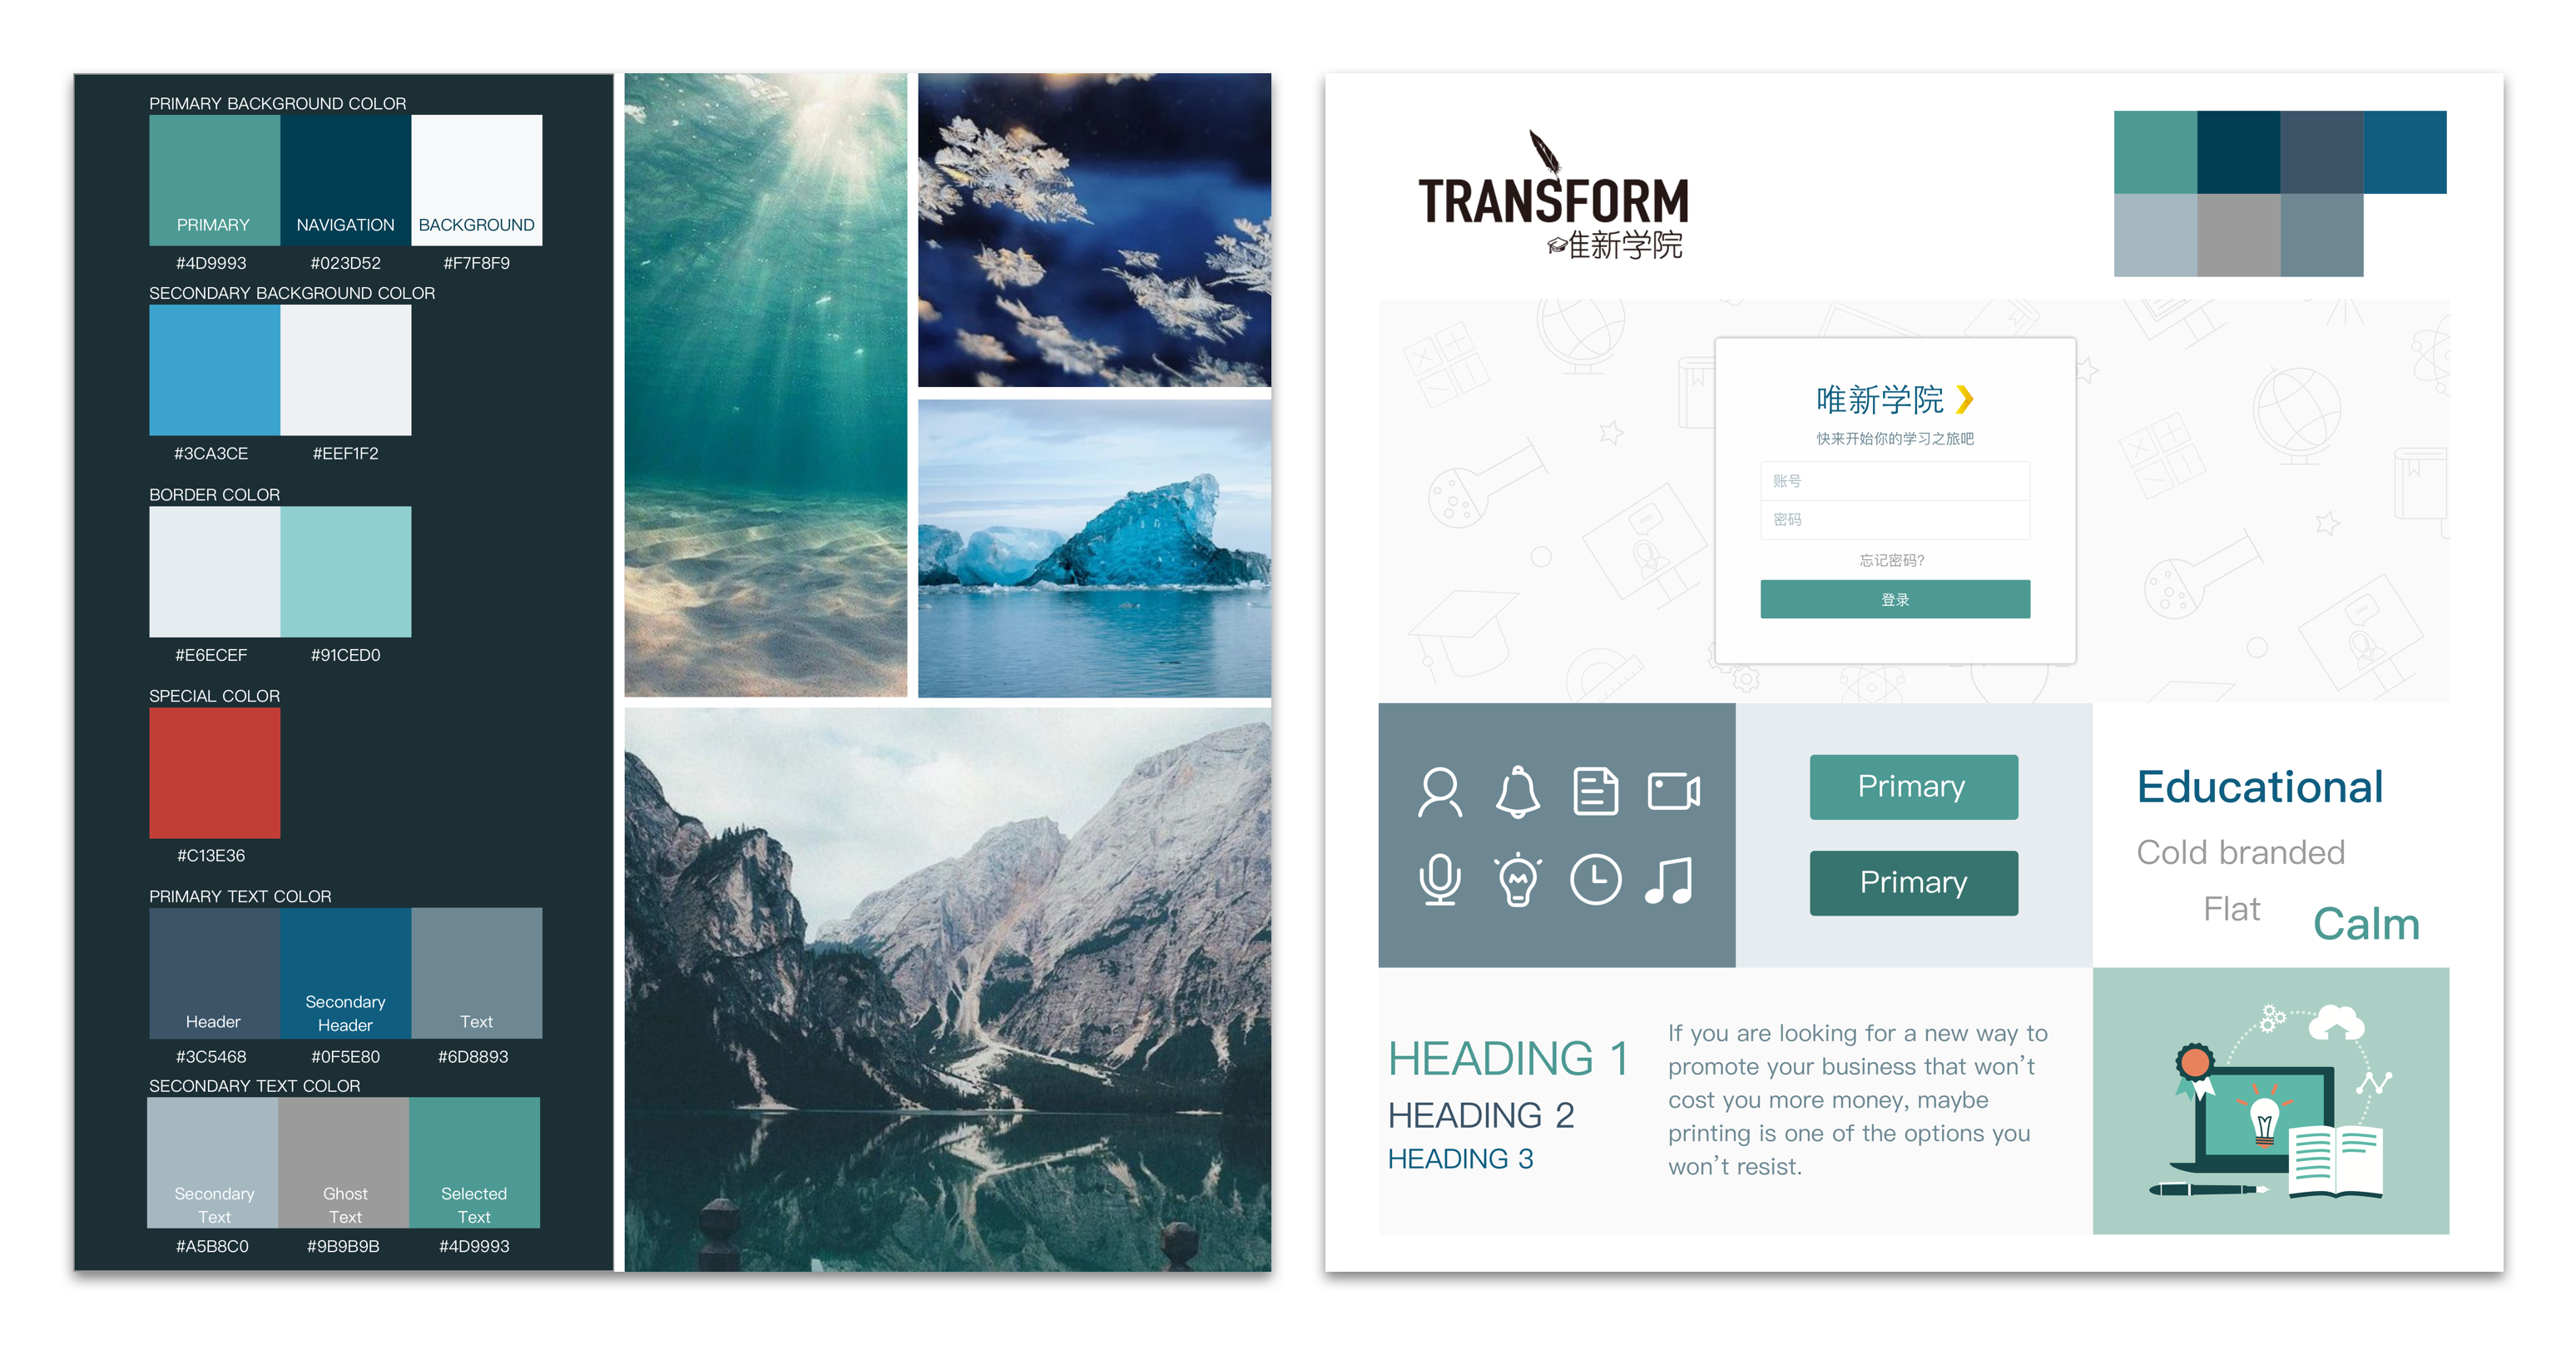 PRIMARY BACKGROUND COLOR
PRIMARY
NAVIGATION
BACKGROUND
#4D9993
#023D52
#F7F8F9
SECONDARY BACKGROUND COLOR
#3CA3CE
#EEF1F2
BORDER COLOR
#E6ECEF
#91CED0
SPECIAL COLOR
#C13E36
PRIMARY TEXT COLOR
Header
Secondary
Header
Text
#3C5468
#0F5E80
#6D8893
SECONDARY TEXT COLOR
Secondary
Text
Ghost
Text
Selected
Text
#A5B8C0
#9B9B9B
#4D9993
TRANSFORM
唯新学院
唯新学院
快来开始你的学习之旅吧
账号
密码
忘记密码?
登录
Primary
Primary
Educational
Cold branded
Flat
Calm
HEADING 1
HEADING 2
HEADING 3
If you are looking for a new way to
promote your business that won't
cost you more money, maybe
printing is one of the options you
won't resist.